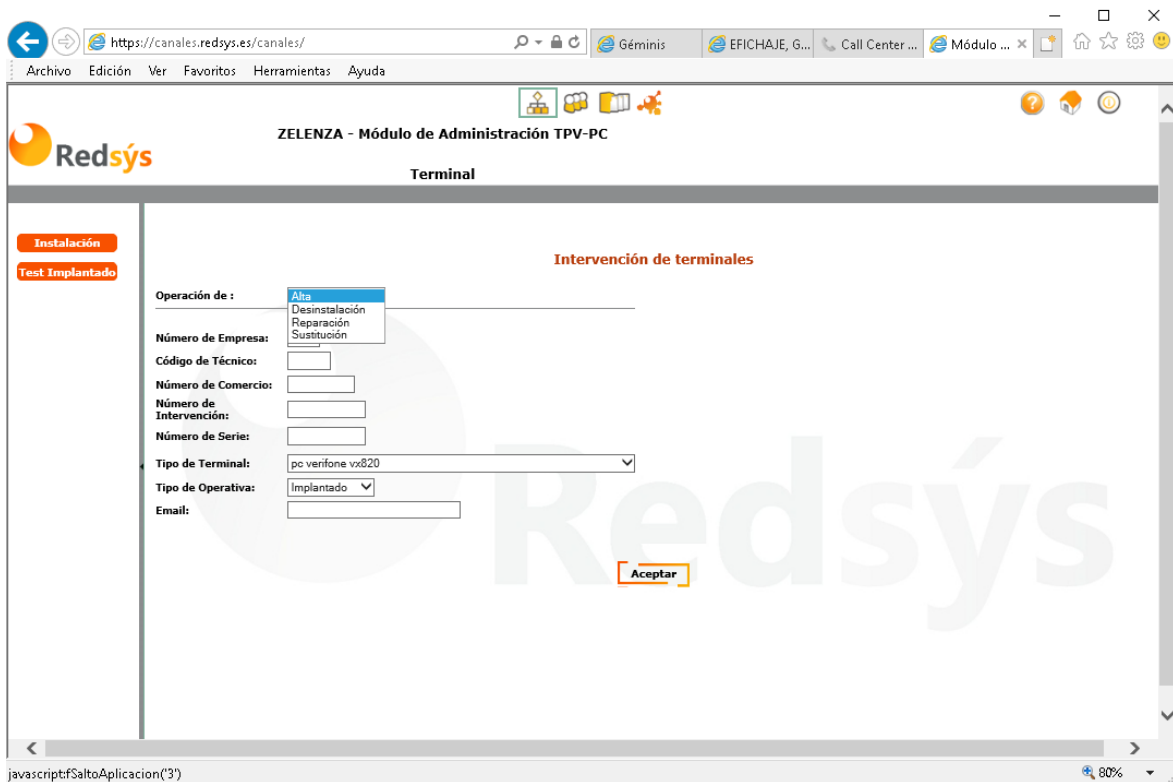 https://canales.redsys.es/canales/
Géminis
EFICHAJE, G...
Call Center ...
Módulo ...
Archivo Edición Ver Favoritos Herramientas Ayuda
Redsýs
ZELENZA - Módulo de Administración TPV-PC
Terminal
Instalación
Test Implantado
Intervención de terminales
Operación de :
Alta
Desinstalación
Reparación
Sustitución
Número de Empresa:
Código de Técnico:
Número de Comercio:
Número de
Intervención:
Número de Serie:
Tipo de Terminal: pc verifone vx820
Tipo de Operativa: Implantado
Email:
Redsýs
Aceptar
javascript:fSaltoAplicacion('3')
80%